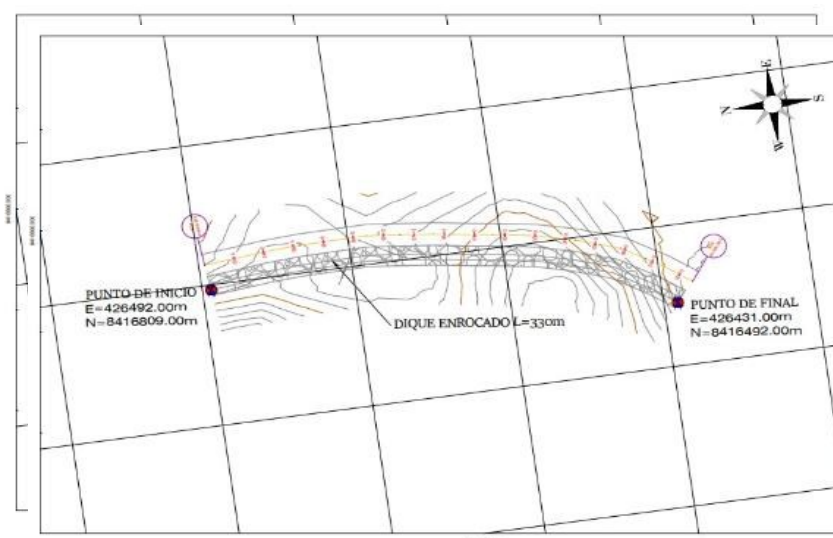 E
N
S
W
PUNTO DE INICIO
E=426492.00m
N=8416809.00m
DIQUE ENROCADO L=330m
PUNTO DE FINAL
E=426431.00m
N=8416492.00m